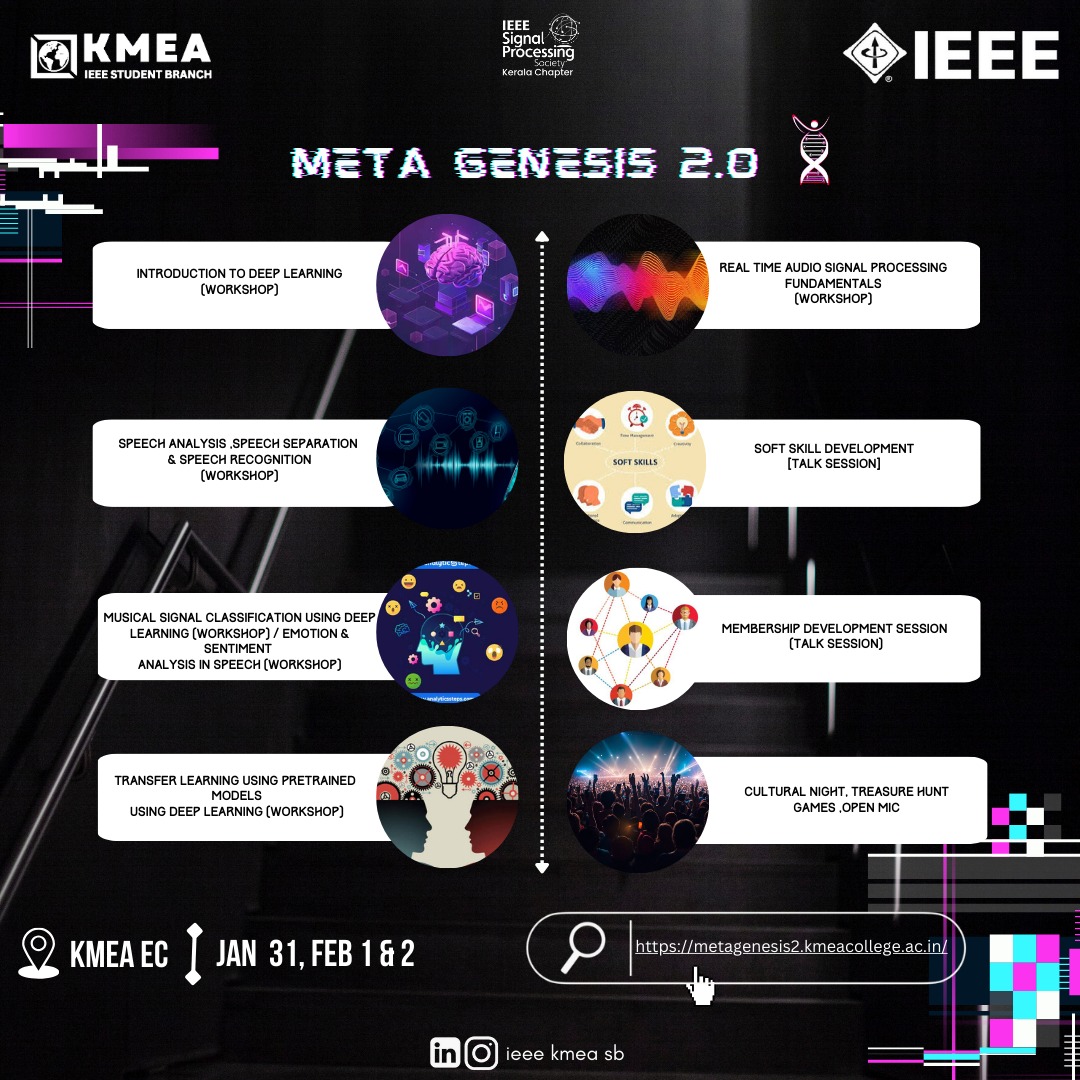 KMEA
IEEE STUDENT BRANCH
IEEE
Signal
Processing
Society
Kerala Chapter
IEEE
META GENESIS 2.0
INTRODUCTION TO DEEP LEARNING
(WORKSHOP)
REAL TIME AUDIO SIGNAL PROCESSING
FUNDAMENTALS
(WORKSHOP)
SPEECH ANALYSIS ,SPEECH SEPARATION
& SPEECH RECOGNITION
(WORKSHOP)
Collaboration
Time Management
Creativity
SOFT SKILLS
Communication
SOFT SKILL DEVELOPMENT
[TALK SESSION]
MUSICAL SIGNAL CLASSIFICATION USING DEEP
LEARNING (WORKSHOP) / EMOTION &
SENTIMENT
ANALYSIS IN SPEECH (WORKSHOP)
MEMBERSHIP DEVELOPMENT SESSION
(TALK SESSION)
TRANSFER LEARNING USING PRETRAINED
MODELS
USING DEEP LEARNING (WORKSHOP)
CULTURAL NIGHT, TREASURE HUNT
GAMES ,OPEN MIC
KMEA EC
JAN 31, FEB 1 & 2
https://metagenesis2.kmeacollege.ac.in/
in
ieee kmea sb